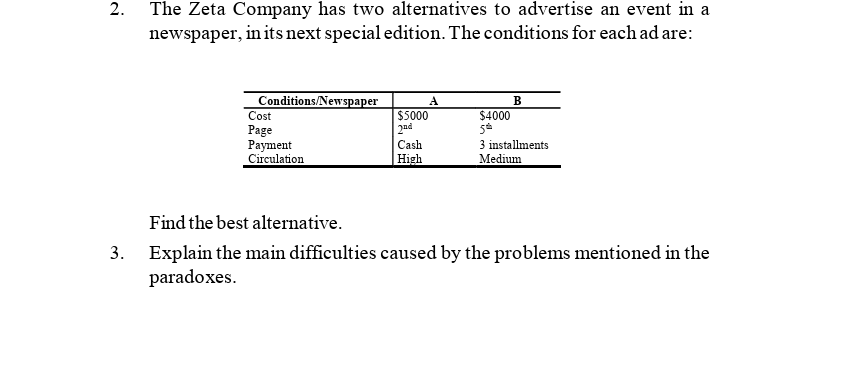 2. The Zeta Company has two alternatives to advertise an event in a
newspaper, in its next special edition. The conditions for each ad are:
Conditions/Newspaper A B
Cost $5000 $4000
Page 2nd 5th
Payment Cash 3 installments
Circulation High Medium
Find the best alternative.
3. Explain the main difficulties caused by the problems mentioned in the
paradoxes.